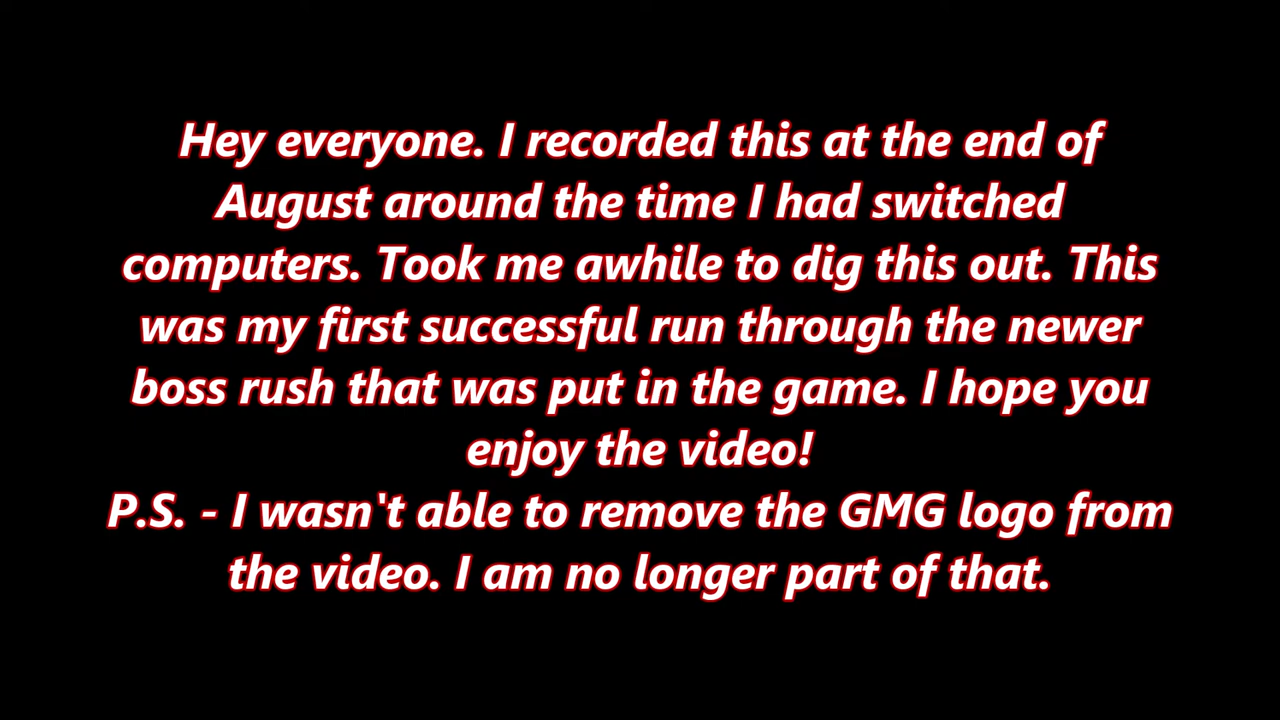 Hey everyone. I recorded this at the end of
August around the time I had switched
computers. Took me awhile to dig this out. This
was my first successful run through the newer
boss rush that was put in the game. I hope you
enjoy the video!
P.S. - I wasn't able to remove the GMG logo from
the video. I am no longer part of that.